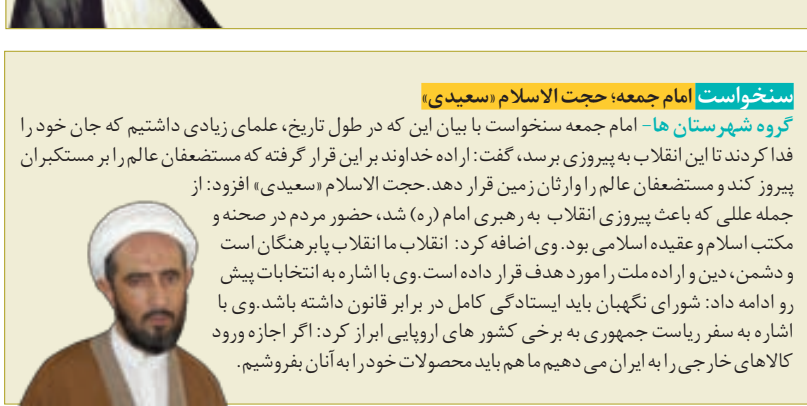 سنخواست امام جمعه؛ حجت الاسلام «سعیدی»
گروه شهرستان ها- امام جمعه سنخواست با بیان این که در طول تاریخ، علمای زیادی داشتیم که جان خود را
فدا کردند تا این انقلاب به پیروزی برسد، گفت: اراده خداوند بر این قرار گرفته که مستضعفان عالم را بر مستکبران
پیروز کند و مستضعفان عالم را وارثان زمین قرار دهد.حجت الاسلام «سعیدی» افزود: از
جمله عللی که باعث پیروزی انقلاب به رهبری امام (ره) شد، حضور مردم در صحنه و
مکتب اسلام و عقیده اسلامی بود. وی اضافه کرد: انقلاب ما انقلاب پابرهنگان است
و دشمن، دین و اراده ملت را مورد هدف قرار داده است.وی با اشاره به انتخابات پیش
رو ادامه داد: شورای نگهبان باید ایستادگی کامل در برابر قانون داشته باشد.وی با
اشاره به سفر ریاست جمهوری به برخی کشور های اروپایی ابراز کرد: اگر اجازه ورود
کالاهای خارجی را به ایران می دهیم ما هم باید محصولات خود را به آنان بفروشیم.